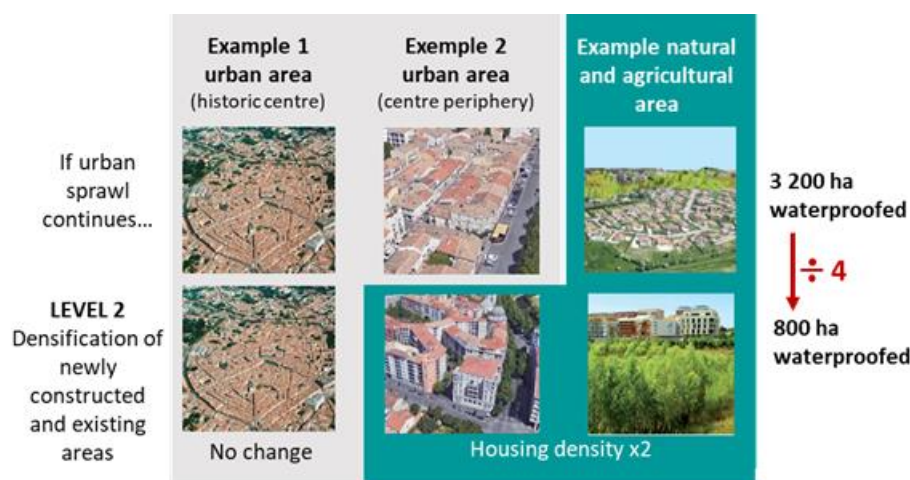 Example 1
urban area
(historic centre)
Exemple 2
urban area
(centre periphery)
Example natural
and agricultural
area
If urban
sprawl
continues...
3 200 ha
waterproofed
÷ 4
800 ha
waterproofed
LEVEL 2
Densification of
newly
constructed
and existing
areas
No change
Housing density x2